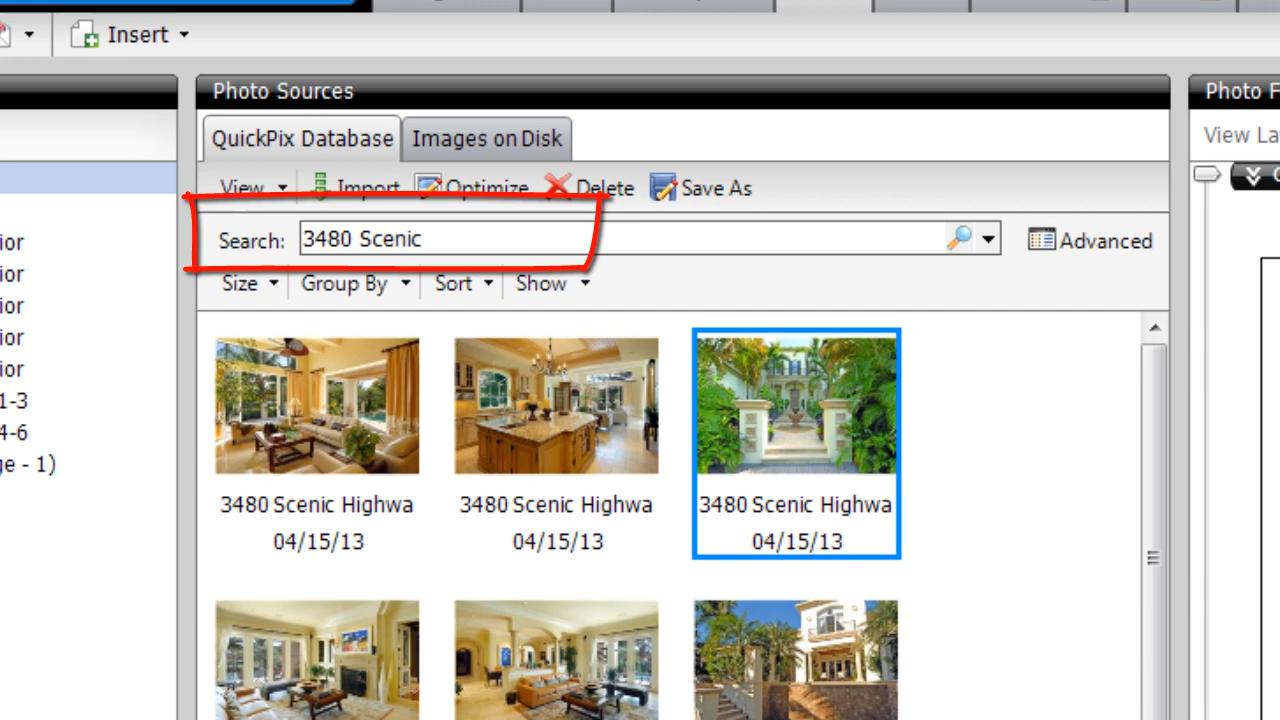 Insert
Photo Sources
Photo F
QuickPix Database
Images on Disk
View La
View
Import
Optimize
Delete
Save As
Search:
3480 Scenic
Advanced
ior
ior
ior
ior
ior
1-3
4-6
ge - 1)
Size
Group By
Sort
Show
3480 Scenic Highwa
04/15/13
3480 Scenic Highwa
04/15/13
3480 Scenic Highwa
04/15/13